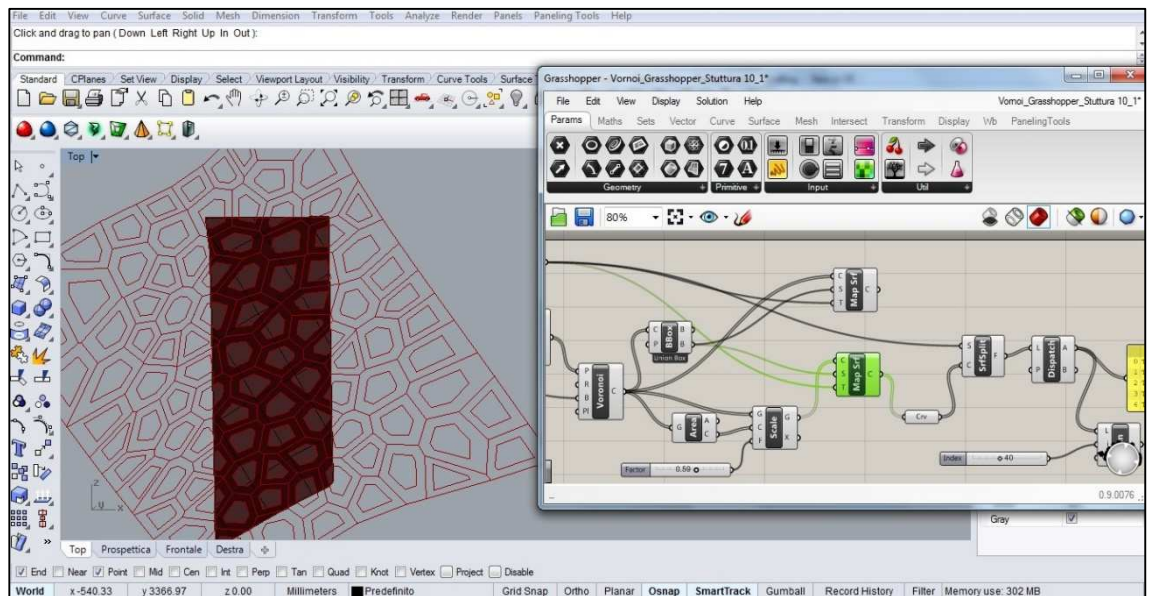 File Edit View Curve Surface Solid Mesh Dimension Transform Tools Analyze Render Panels Paneling Tools Help
Click and drag to pan ( Down Left Right Up In Out ):
Command:
Standard CPlanes Set View Display Select Viewport Layout Visibility Transform Curve Tools Surface
Grasshopper - Vornoi_Grasshopper_Stuttura 10_1*
File Edit View Display Solution Help
Vornoi_Grasshopper_Stuttura 10_1*
Params Maths Sets Vector Curve Surface Mesh Intersect Transform Display Wb PanelingTools
Geometry Primitive Input Util
80%
Top
C
S
T
Map Srf
C
C
P
BBox
B
B
Union Box
P
R
B
Pl
Voronoi
C
C
S
T
Map Srf
C
S
C
SrfSplit
F
L
P
Dispatch
A
B
G
Area
A
C
G
C
F
Scale
G
X
Crv
Factor 0.59
Index 40
L
0.9.0076
Gray
z
y x
Top Prospettica Frontale Destra
End Near Point Mid Cen Int Perp Tan Quad Knot Vertex Project Disable
World x -540.33 y 3366.97 z 0.00 Millimeters Predefinito Grid Snap Ortho Planar Osnap SmartTrack Gumball Record History Filter Memory use: 302 MB